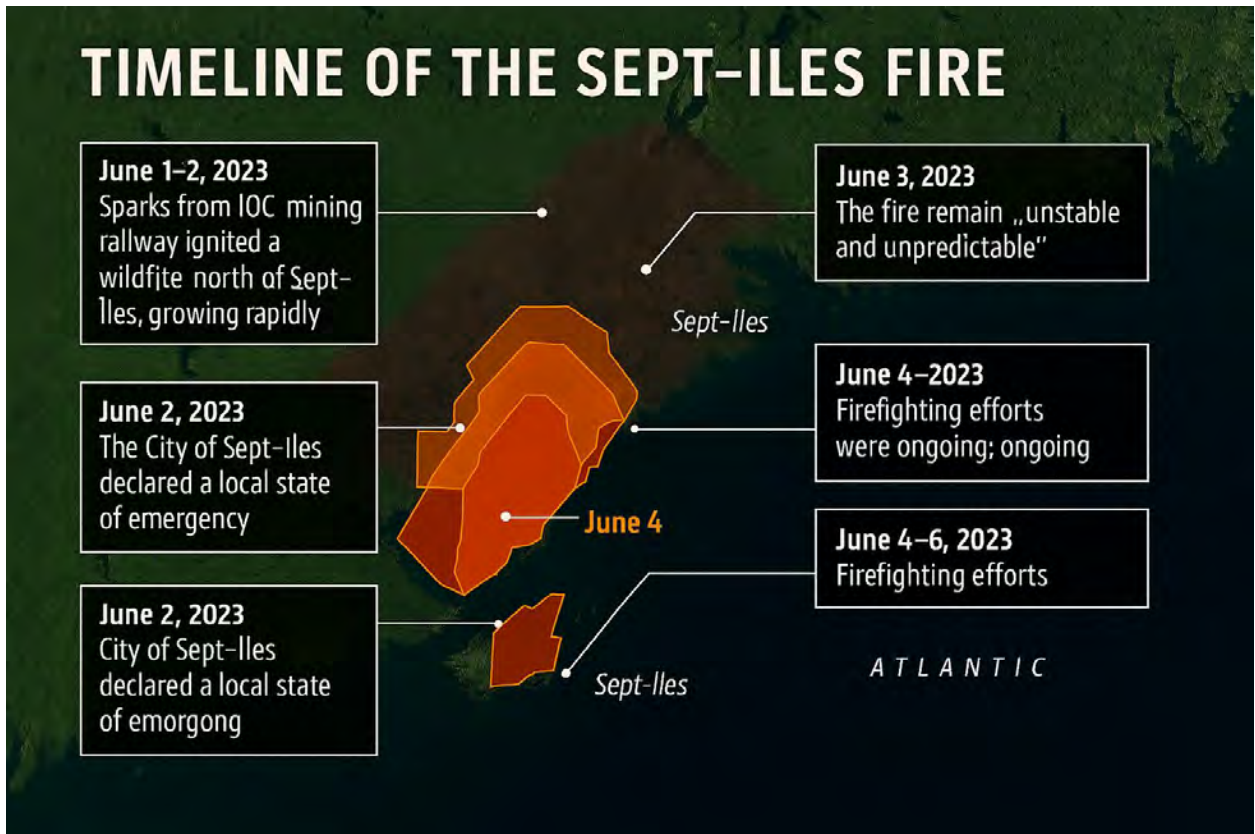 TIMELINE OF THE SEPT–ILES FIRE
June 1–2, 2023
Sparks from IOC mining
rallway ignited a
wildfite north of Sept–
lles, growing rapidly
June 2, 2023
The City of Sept–Iles
declared a local state
of emergency
June 2, 2023
City of Sept–lles
declared a local state
of emorgong
June 3, 2023
The fire remain „unstable
and unpredictable“
Sept–lles
June 4–2023
Firefighting efforts
were ongoing; ongoing
June 4
June 4–6, 2023
Firefighting efforts
Sept-lles
ATLANTIC